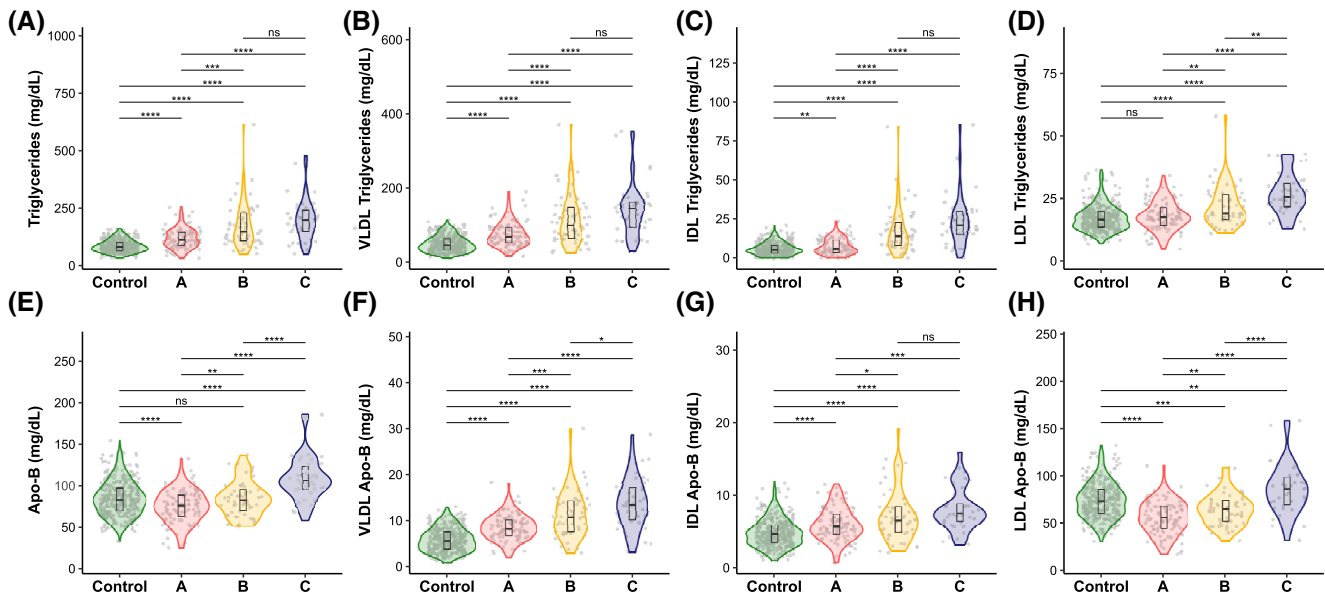 (A)
Triglycerides (mg/dL)
1000
750
500
250
0
ns
****
***
****
****
****
Control A B C
(B)
VLDL Triglycerides (mg/dL)
600
400
200
0
ns
****
****
****
****
****
Control A B C
(C)
IDL Triglycerides (mg/dL)
125
100
75
50
25
0
ns
****
****
****
****
**
Control A B C
(D)
LDL Triglycerides (mg/dL)
75
50
25
0
**
****
**
****
****
ns
Control A B C
(E)
Apo-B (mg/dL)
250
200
150
100
50
0
****
****
**
****
ns
****
Control A B C
(F)
VLDL Apo-B (mg/dL)
50
40
30
20
10
0
*
****
***
****
****
****
Control A B C
(G)
IDL Apo-B (mg/dL)
30
20
10
0
ns
***
*
****
****
****
Control A B C
(H)
LDL Apo-B (mg/dL)
250
200
150
100
50
0
****
****
**
**
***
****
Control A B C